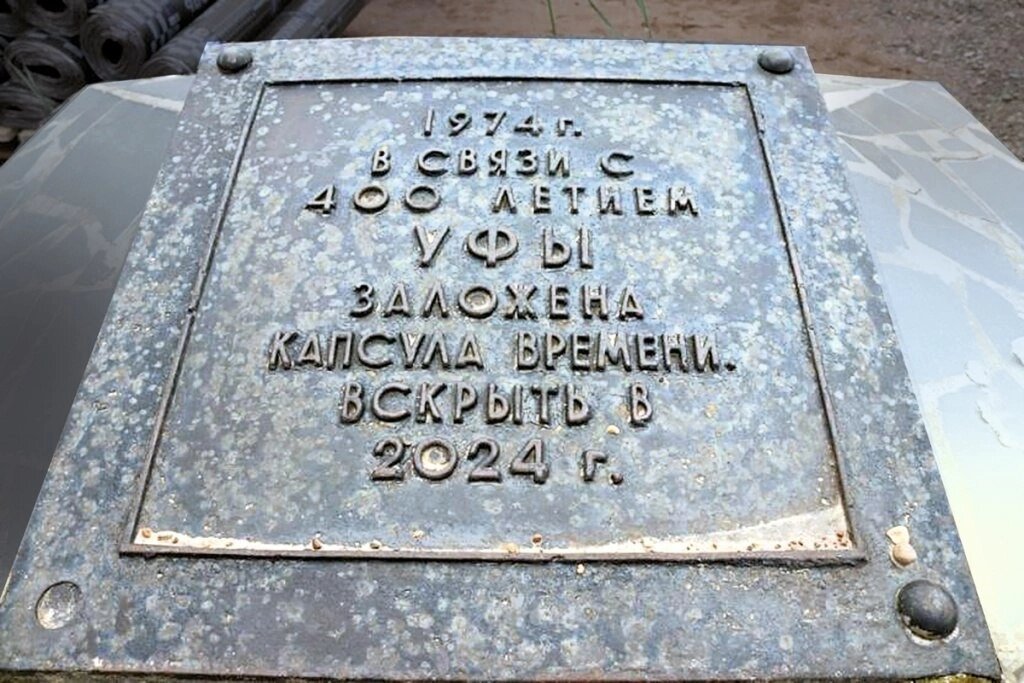 1974 г.
В СВЯЗИ С
400 ЛЕТИЕМ
УФЫ
ЗАЛОЖЕНА
КАПСУЛА ВРЕМЕНИ.
ВСКРЫТЬ В
2024 г.